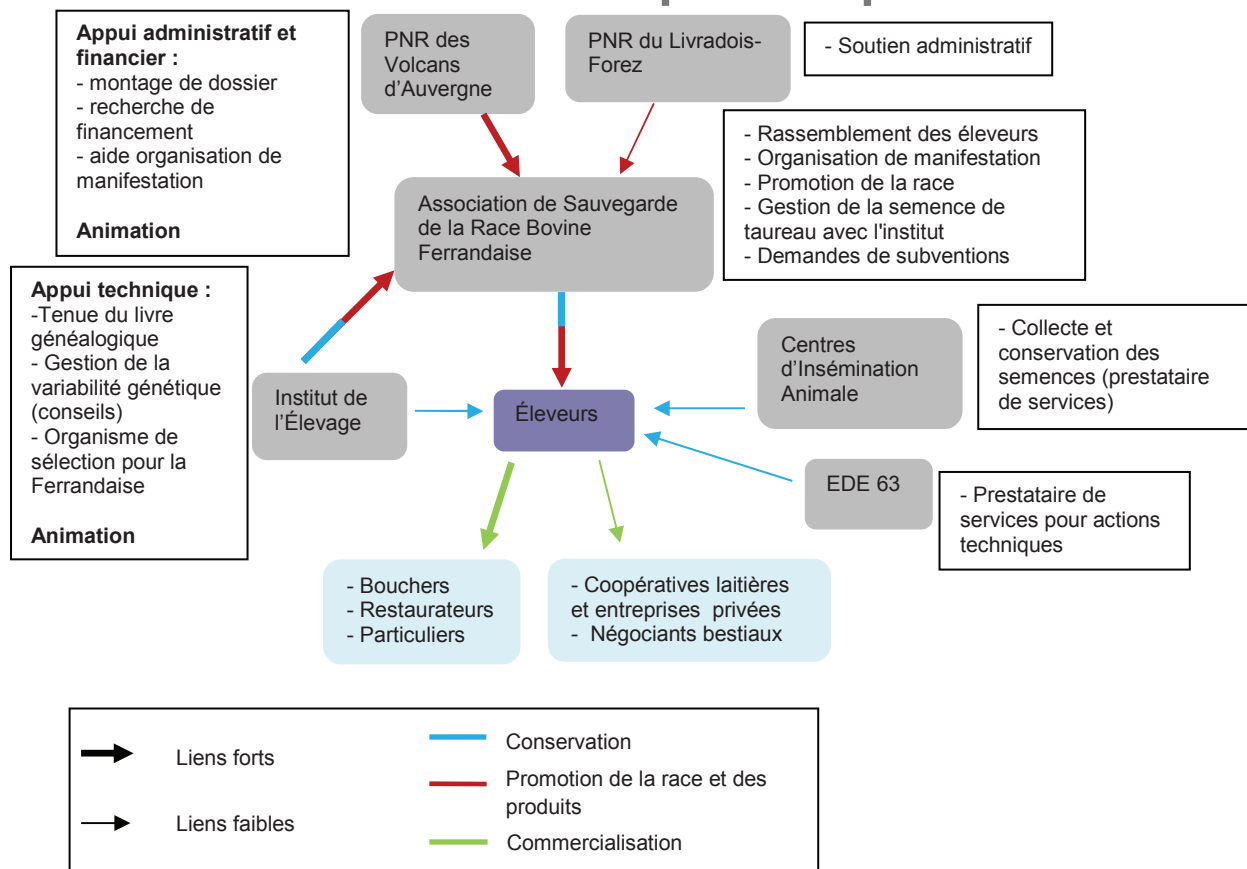 Appui administratif et
financier :
- montage de dossier
- recherche de
financement
- aide organisation de
manifestation
Animation
PNR des
Volcans
d'Auvergne
PNR du Livradois-
Forez
- Soutien administratif
Association de Sauvegarde
de la Race Bovine
Ferrandaise
- Rassemblement des éleveurs
- Organisation de manifestation
- Promotion de la race
- Gestion de la semence de
taureau avec l'institut
- Demandes de subventions
Appui technique :
-Tenue du livre
généalogique
- Gestion de la
variabilité génétique
(conseils)
- Organisme de
sélection pour la
Ferrandaise
Animation
Institut de
l'Élevage
Éleveurs
Centres
d'Insémination
Animale
- Collecte et
conservation des
semences (prestataire
de services)
EDE 63
- Prestataire de
services pour actions
techniques
- Bouchers
- Restaurateurs
- Particuliers
- Coopératives laitières
et entreprises privées
- Négociants bestiaux
Liens forts
Liens faibles
Conservation
Promotion de la race et des
produits
Commercialisation